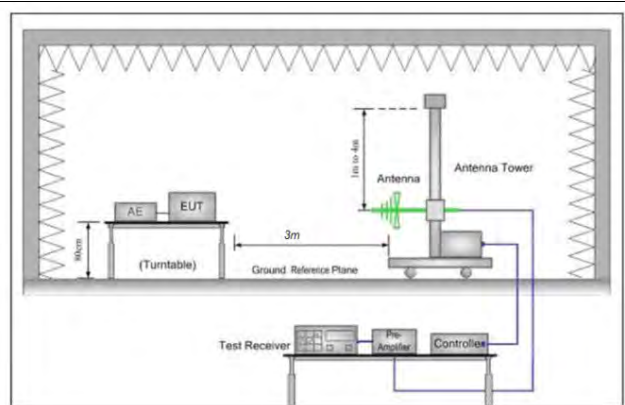 1m to 4m
Antenna
Antenna Tower
AE
EUT
80cm
(Turntable)
3m
Ground Reference Plane
Test Receiver
Pre-
Amplifier
Controller